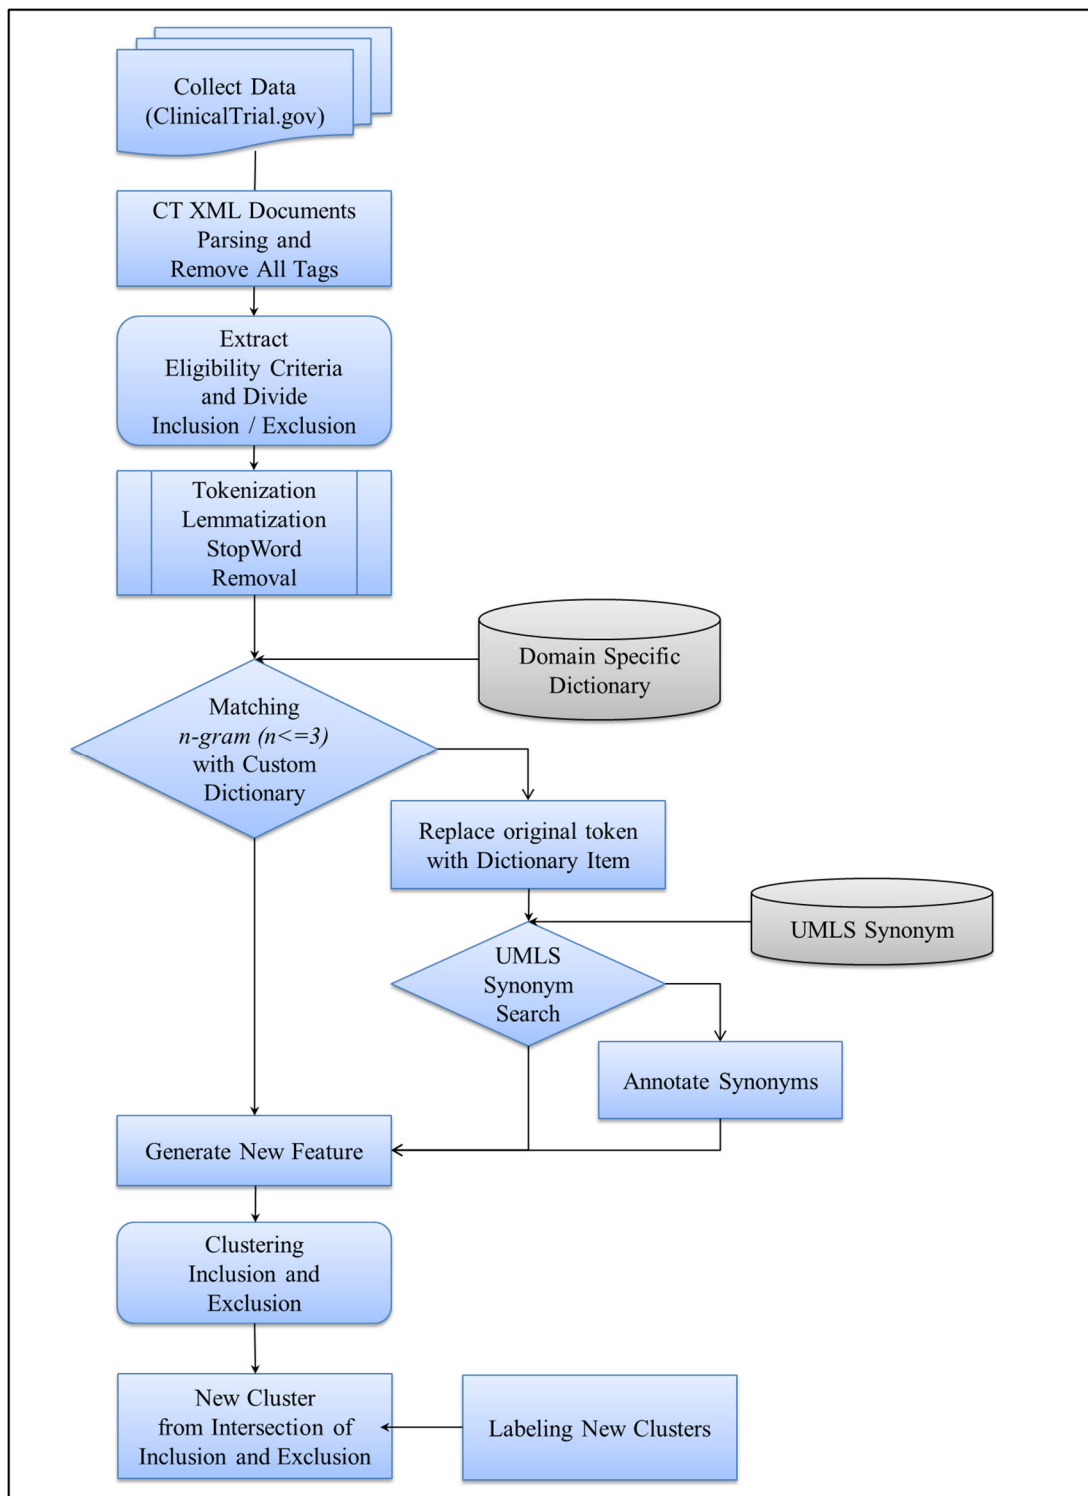 Collect Data
(ClinicalTrial.gov)
CT XML Documents
Parsing and
Remove All Tags
Extract
Eligibility Criteria
and Divide
Inclusion / Exclusion
Tokenization
Lemmatization
StopWord
Removal
Domain Specific
Dictionary
Matching
n-gram (n<=3)
with Custom
Dictionary
Replace original token
with Dictionary Item
UMLS Synonym
UMLS
Synonym
Search
Annotate Synonyms
Generate New Feature
Clustering
Inclusion and
Exclusion
New Cluster
from Intersection of
Inclusion and Exclusion
Labeling New Clusters